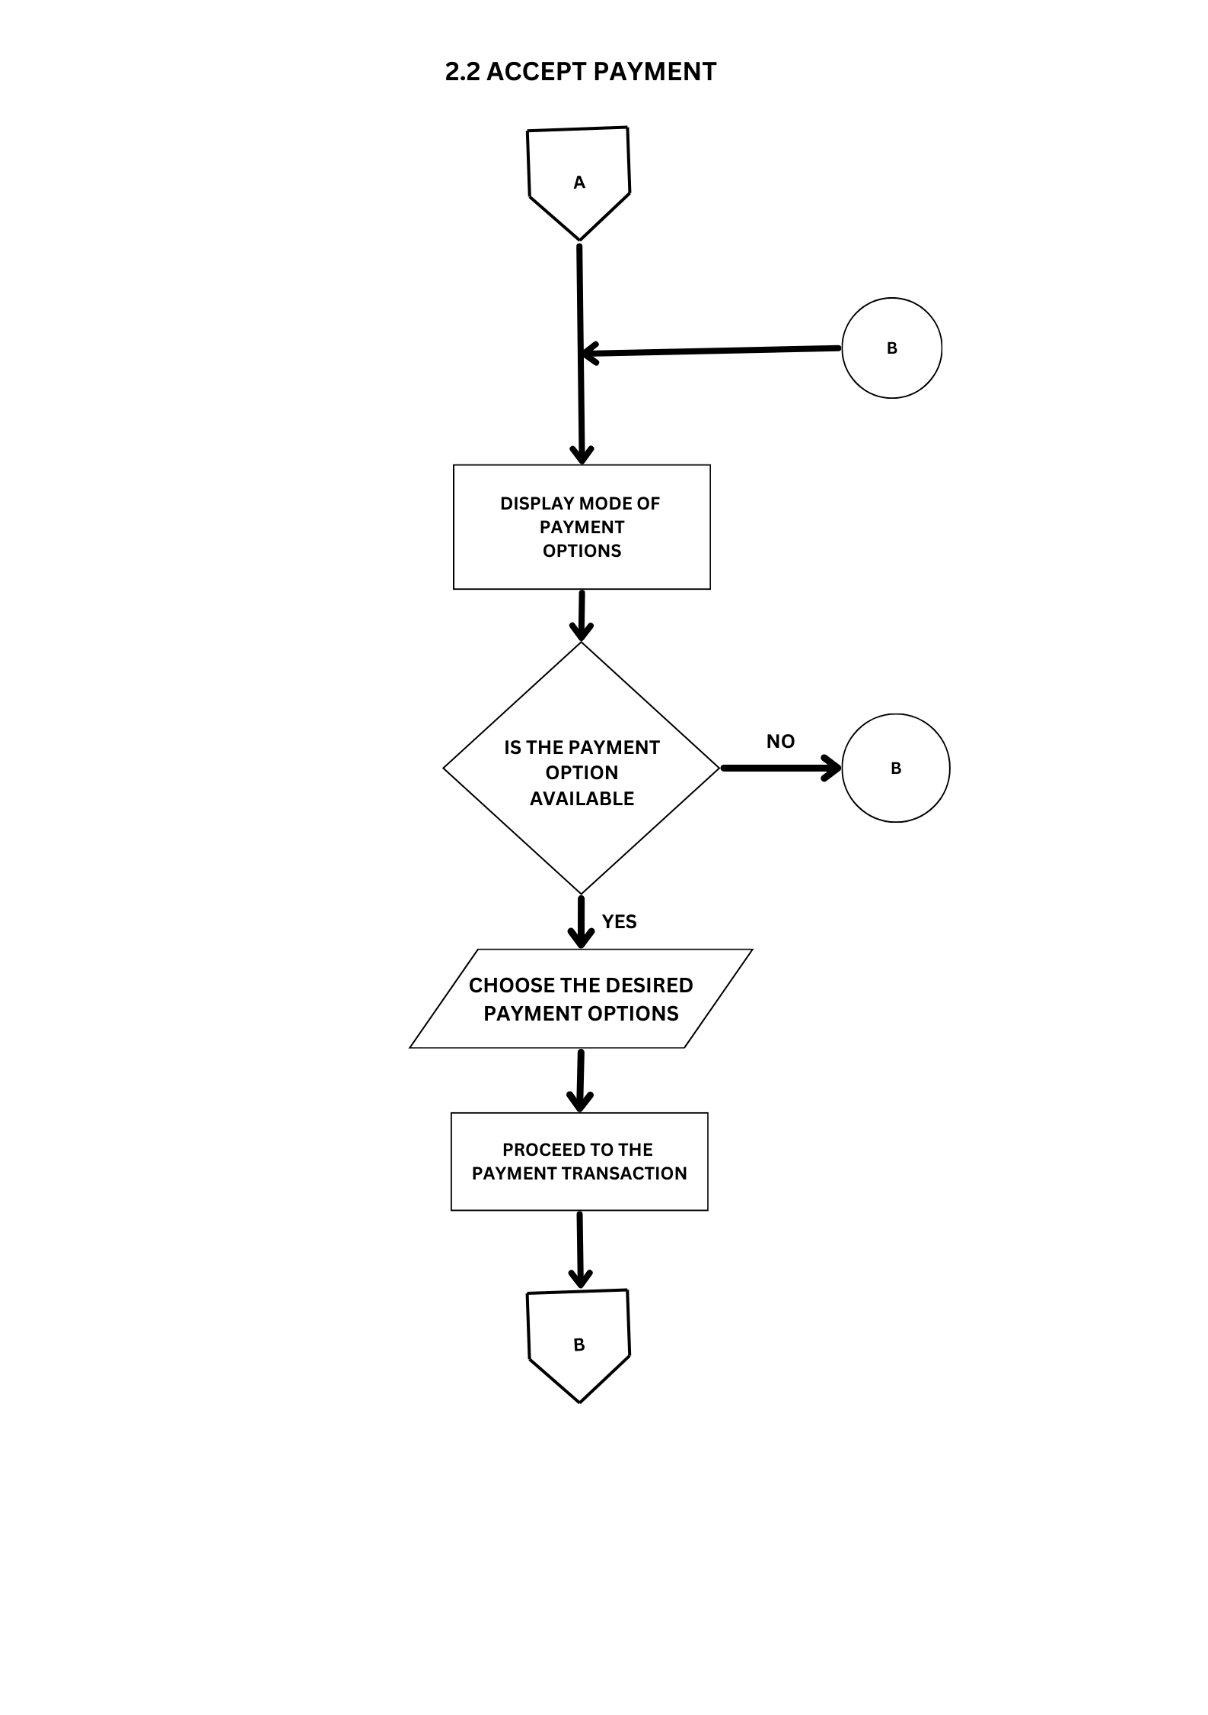 2.2 ACCEPT PAYMENT
A
B
DISPLAY MODE OF
PAYMENT
OPTIONS
IS THE PAYMENT
OPTION
AVAILABLE
NO
B
YES
CHOOSE THE DESIRED
PAYMENT OPTIONS
PROCEED TO THE
PAYMENT TRANSACTION
B